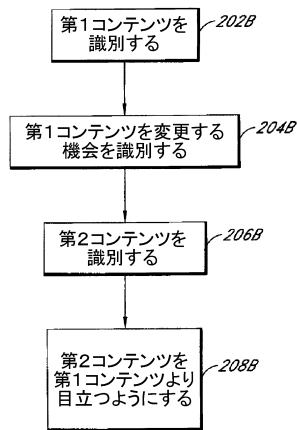 第1コンテンツを
識別する
202B
第1コンテンツを変更する
機会を識別する
204B
第2コンテンツを
識別する
206B
第2コンテンツを
第1コンテンツより
目立つようにする
208B